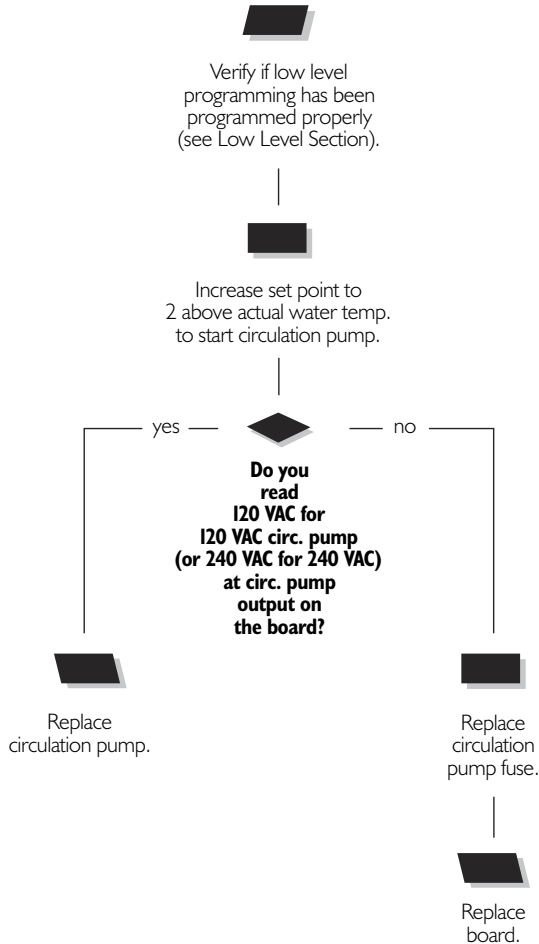 Verify if low level
programming has been
programmed properly
(see Low Level Section).
Increase set point to
2 above actual water temp.
to start circulation pump.
yes
no
Do you
read
120 VAC for
120 VAC circ. pump
(or 240 VAC for 240 VAC)
at circ. pump
output on
the board?
Replace
circulation pump.
Replace
circulation
pump fuse.
Replace
board.